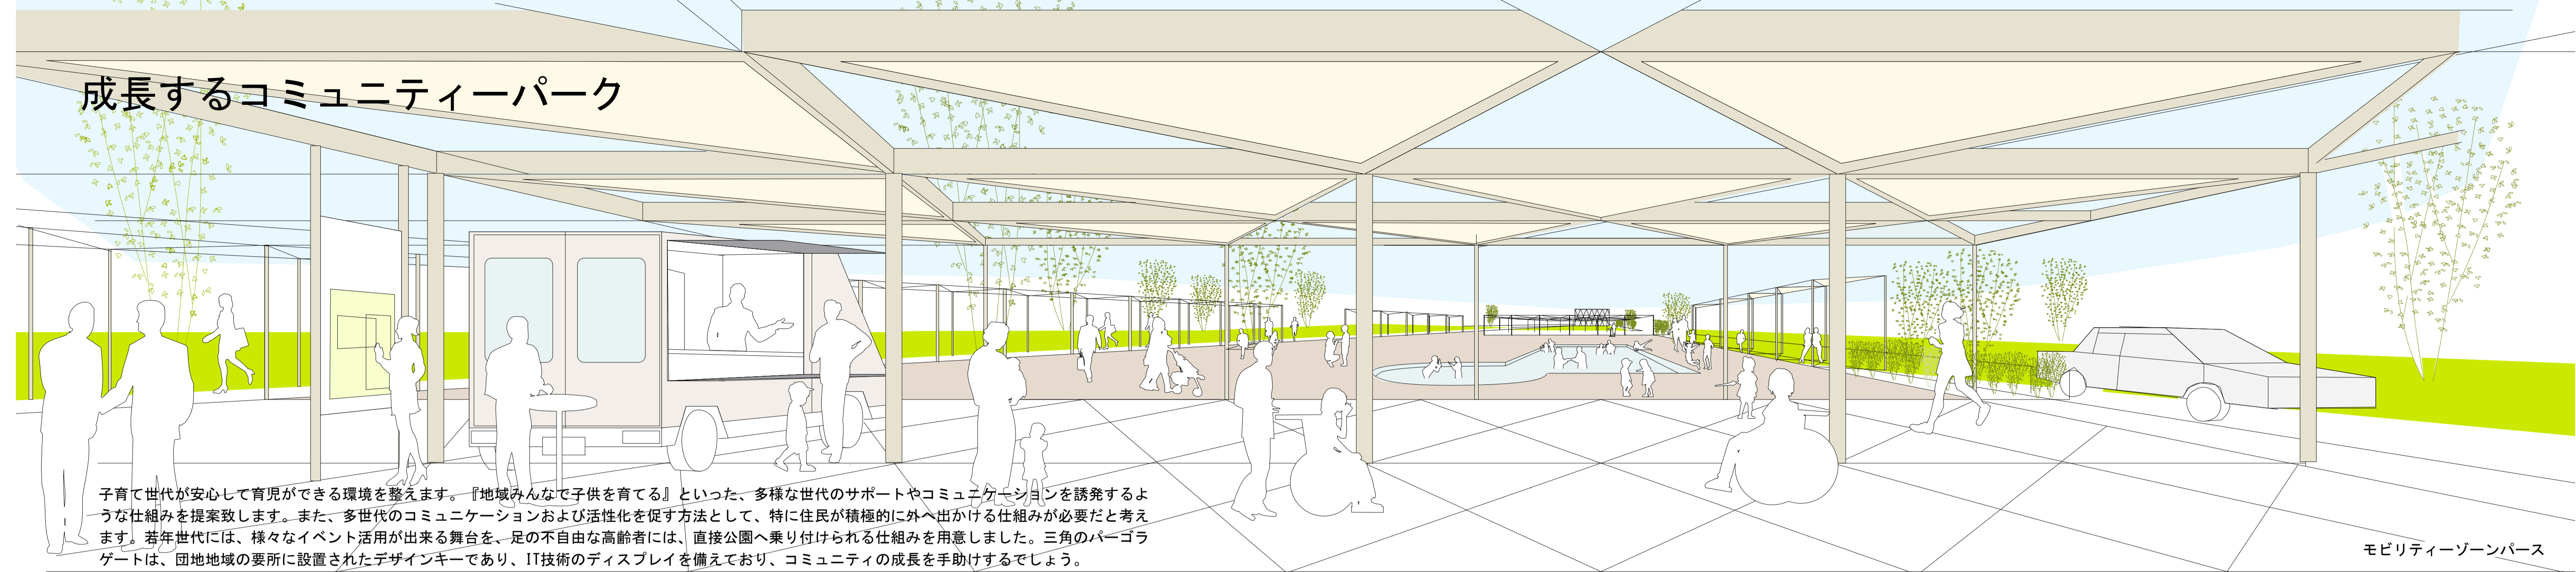 成長するコミュニティーパーク
子育て世代が安心して育児ができる環境を整えます。『地域みんなで子供を育てる』といった、多様な世代のサポートやコミュニケーションを誘発するよ
うな仕組みを提案致します。また、多世代のコミュニケーションおよび活性化を促す方法として、特に住民が積極的に外へ出かける仕組みが必要だと考え
ます。若年世代には、様々なイベント活用が出来る舞台を、足の不自由な高齢者には、直接公園へ乗り付けられる仕組みを用意しました。三角のパーゴラ
ゲートは、団地地域の要所に設置されたデザインキーであり、IT技術のディスプレイを備えており、コミュニティの成長を手助けするでしょう。
モビリティーゾーンパース